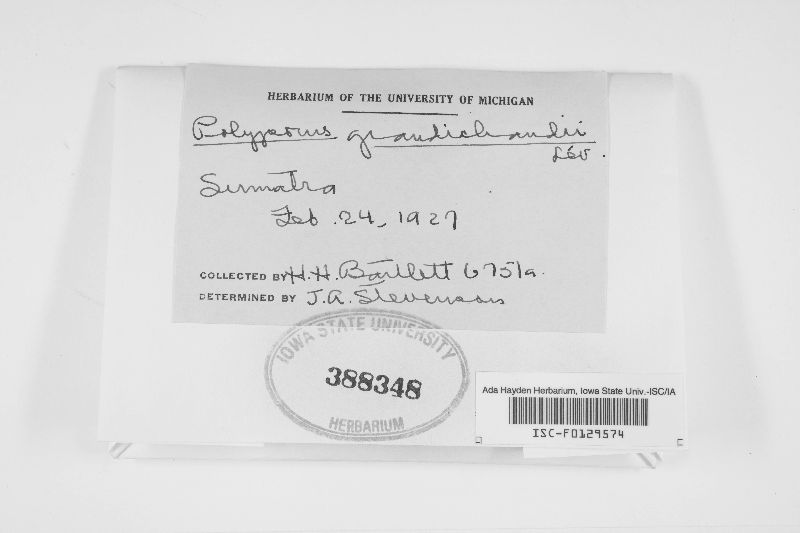 HERBARIUM OF THE UNIVERSITY OF MICHIGAN
Polyporus graudichaudii
Lév.
Sumatra
Feb. 24, 1927
COLLECTED BY H.H. Bartlett 6751a.
DETERMINED BY J.A. Stevenson
IOWA STATE UNIVERSITY
388348
HERBARIUM
Ada Hayden Herbarium, Iowa State Univ.-ISC/IA
ISC-F0129574